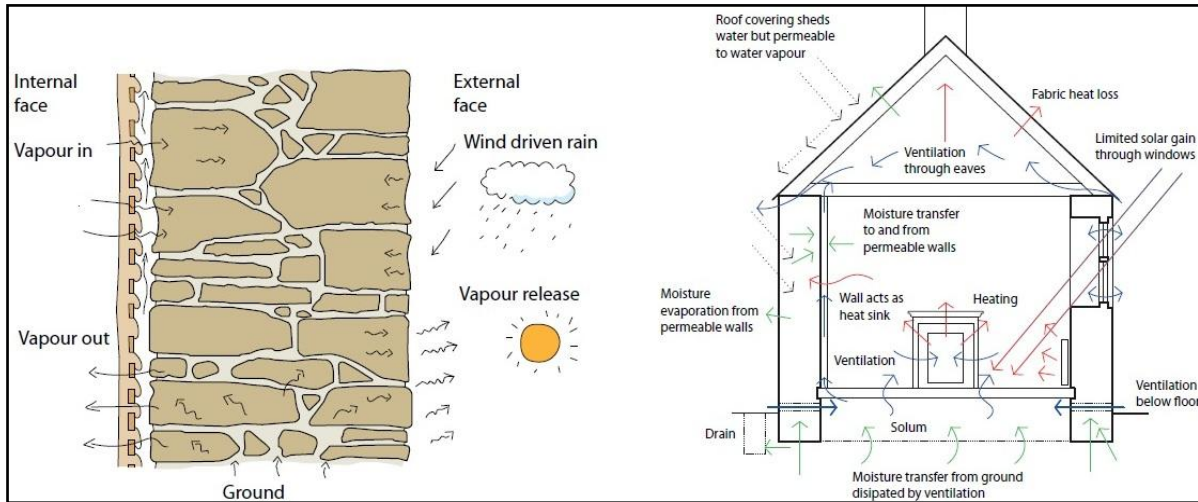 Internal
face
Vapour in
Vapour out
External
face
Wind driven rain
Vapour release
Ground
Roof covering sheds
water but permeable
to water vapour
Fabric heat loss
Limited solar gain
through windows
Ventilation
through eaves
Moisture transfer
to and from
permeable walls
Moisture
evaporation from
permeable walls
Wall acts as
heat sink
Heating
Ventilation
Ventilation
below floor
Drain
Solum
Moisture transfer from ground
disipated by ventilation